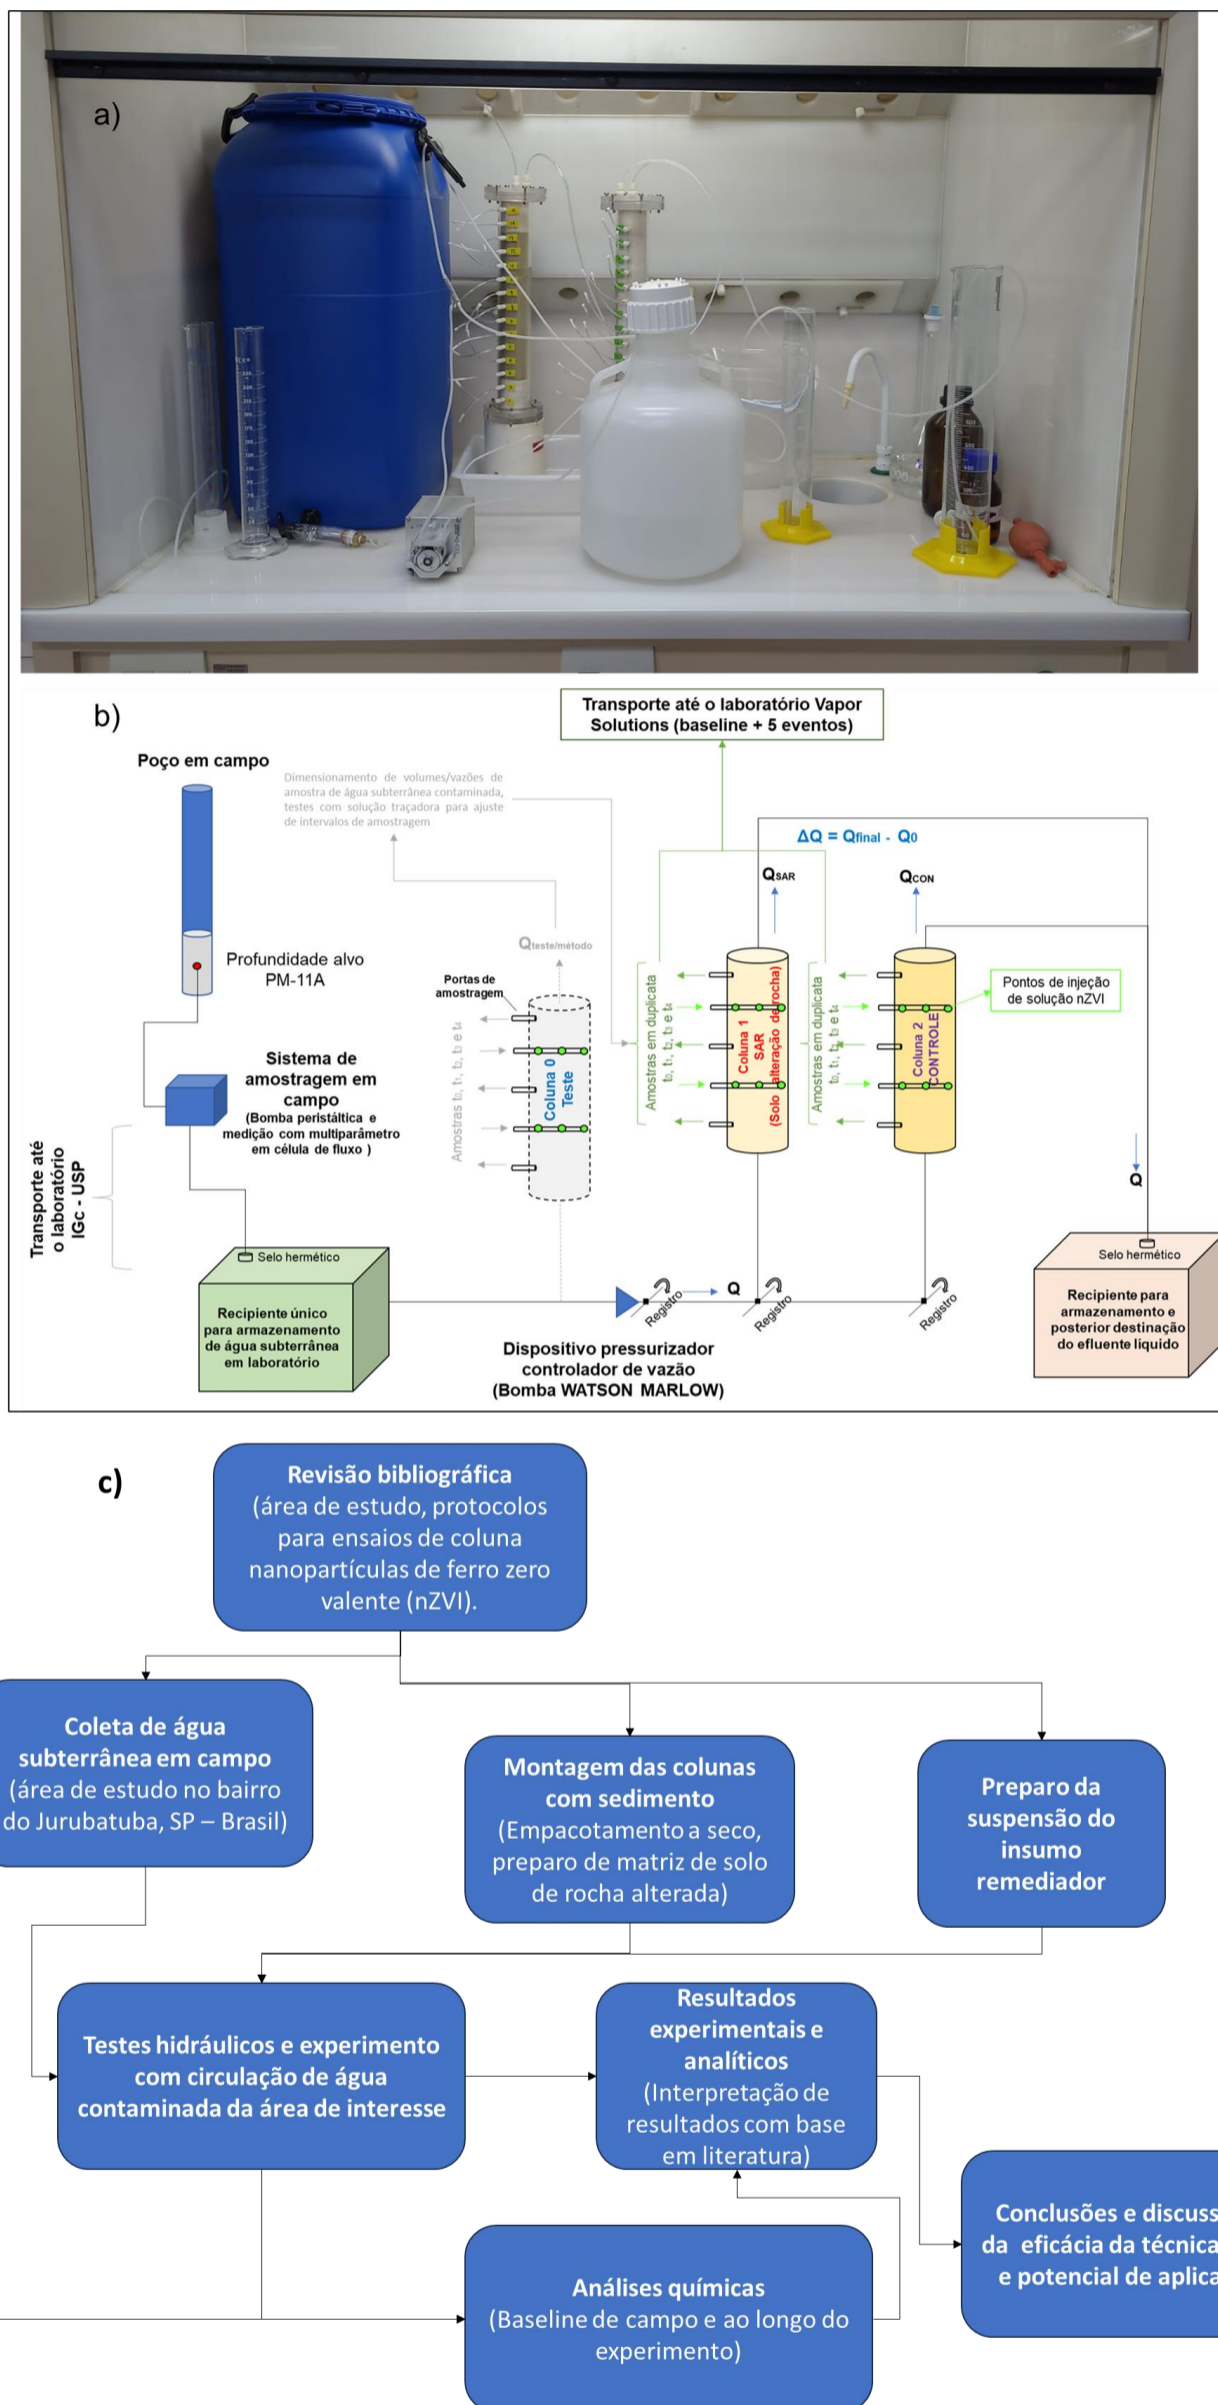 a)
b)
Transporte até o laboratório Vapor
Solutions (baseline + 5 eventos)
Poço em campo
Dimensionamento de volumes/vazões de
amostra de água subterrânea contaminada,
testes com solução traçadora para ajuste
de intervalos de amostragem
ΔQ = Qfinal - Q0
QSAR
QCON
Qteste/método
Profundidade alvo
PM-11A
Portas de
amostragem
Pontos de injeção
de solução nZVI
Amostras t0, t1, t2, t3 e t4
Coluna 0
Teste
Amostras em duplicata
t0, t1, t2, t3 e t4
Coluna 1
SAR
(Solo alteração de rocha)
Amostras em duplicata
t0, t1, t2, t3 e t4
Coluna 2
CONTROLE
Sistema de
amostragem em
campo
(Bomba peristáltica e
medição com multiparâmetro
em célula de fluxo )
Transporte até
o laboratório
IGc - USP
Q
Selo hermético
Recipiente único
para armazenamento
de água subterrânea
em laboratório
Registro
Q
Registro
Registro
Selo hermético
Recipiente para
armazenamento e
posterior destinação
do efluente líquido
Dispositivo pressurizador
controlador de vazão
(Bomba WATSON MARLOW)
c)
Revisão bibliográfica
(área de estudo, protocolos
para ensaios de coluna
nanopartículas de ferro zero
valente (nZVI).
Coleta de água
subterrânea em campo
(área de estudo no bairro
do Jurubatuba, SP – Brasil)
Montagem das colunas
com sedimento
(Empacotamento a seco,
preparo de matriz de solo
de rocha alterada)
Preparo da
suspensão do
insumo
remediador
Testes hidráulicos e experimento
com circulação de água
contaminada da área de interesse
Resultados
experimentais e
analíticos
(Interpretação de
resultados com base
em literatura)
Conclusões e discuss
da eficácia da técnica
e potencial de aplica
Análises químicas
(Baseline de campo e ao longo do
experimento)